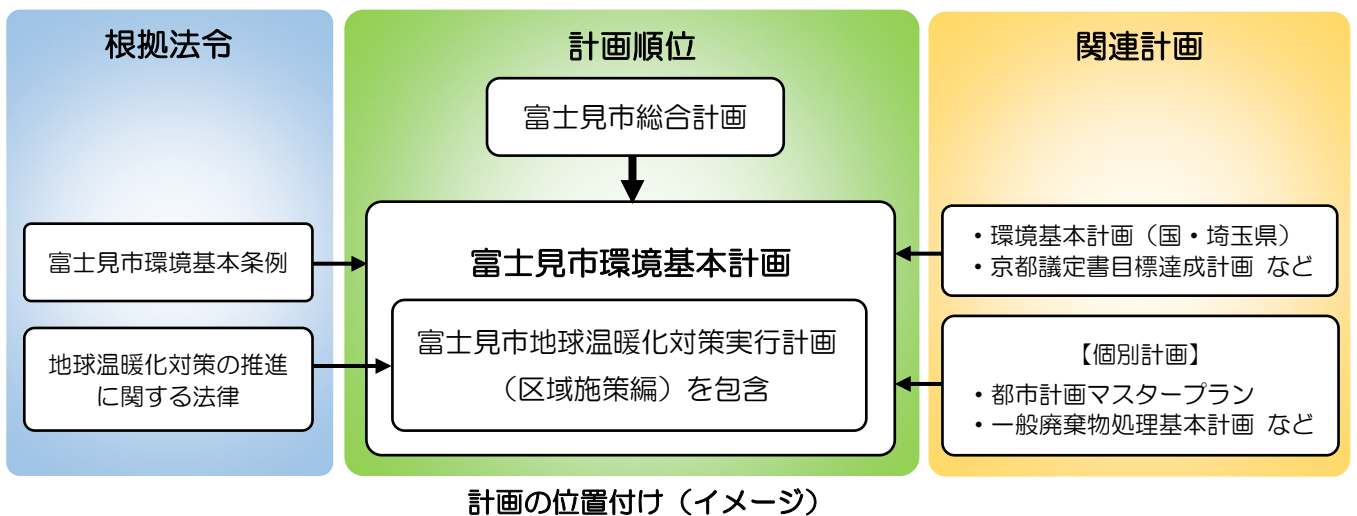 根拠法令
富士見市環境基本条例
地球温暖化対策の推進
に関する法律
計画順位
富士見市総合計画
富士見市環境基本計画
富士見市地球温暖化対策実行計画
（区域施策編）を包含
関連計画
・環境基本計画（国・埼玉県）
・京都議定書目標達成計画 など
【個別計画】
・都市計画マスタープラン
・一般廃棄物処理基本計画 など
計画の位置付け（イメージ）